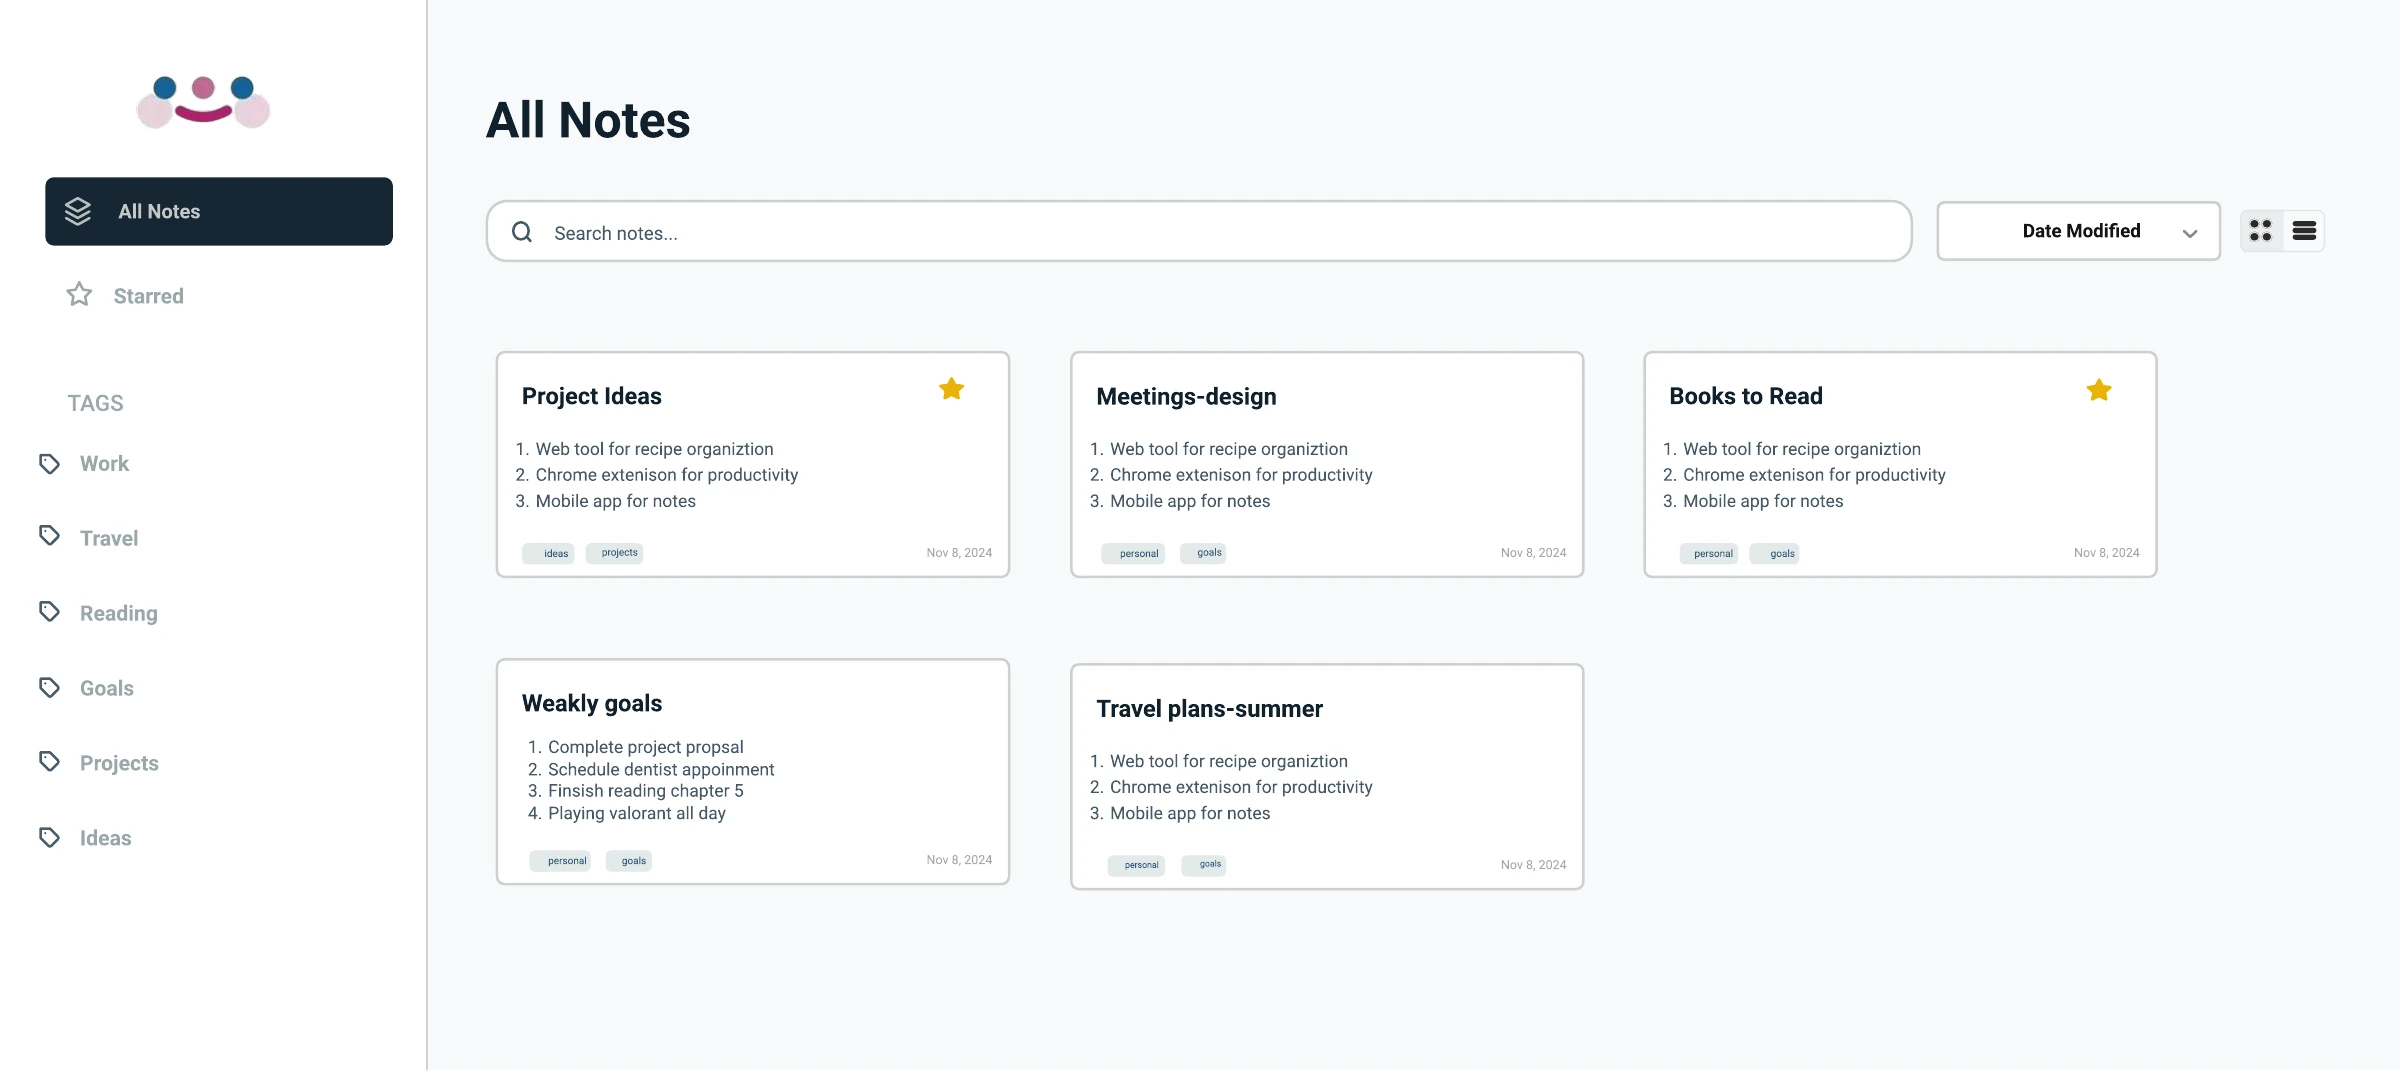 All Notes
Starred
TAGS
Work
Travel
Reading
Goals
Projects
Ideas
All Notes
Search notes...
Date Modified
Project Ideas
1. Web tool for recipe organiztion
2. Chrome extenison for productivity
3. Mobile app for notes
ideas projects Nov 8, 2024
Meetings-design
1. Web tool for recipe organiztion
2. Chrome extenison for productivity
3. Mobile app for notes
personal goals Nov 8, 2024
Books to Read
1. Web tool for recipe organiztion
2. Chrome extenison for productivity
3. Mobile app for notes
personal goals Nov 8, 2024
Weakly goals
1. Complete project propsal
2. Schedule dentist appoinment
3. Finsish reading chapter 5
4. Playing valorant all day
personal goals Nov 8, 2024
Travel plans-summer
1. Web tool for recipe organiztion
2. Chrome extenison for productivity
3. Mobile app for notes
personal goals Nov 8, 2024